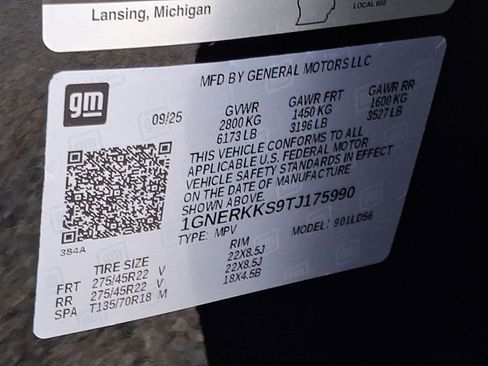 Lansing, Michigan
LOCAL 602
gm
MFD BY GENERAL MOTORS LLC
09/25
GVWR GAWR FRT GAWR RR
2800 KG 1450 KG 1600 KG
6173 LB 3196 LB 3527 LB
THIS VEHICLE CONFORMS TO ALL
APPLICABLE U.S. FEDERAL MOTOR
VEHICLE SAFETY STANDARDS IN EFFECT
ON THE DATE OF MANUFACTURE
SHOWN ABOVE.
1GNERKKS9TJ175990
TYPE: MPV MODEL: 901LD56
384A
TIRE SIZE RIM
FRT 275/45R22 V 22X8.5J
RR 275/45R22 V 22X8.5J
SPA T135/70R18 M 18X4.5B